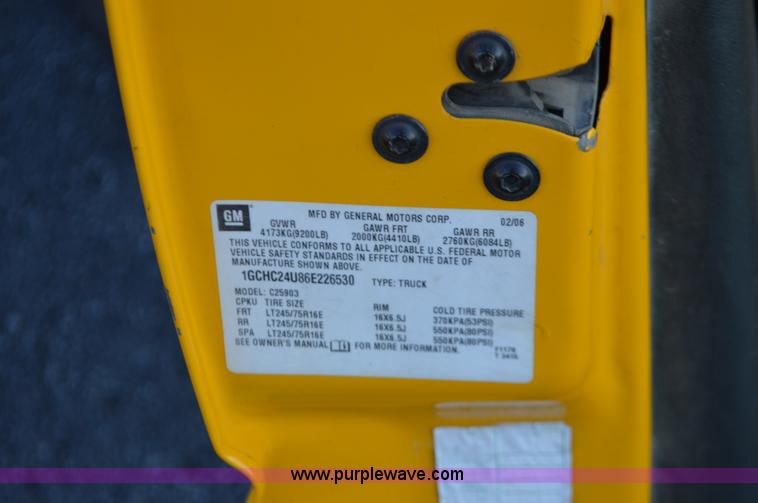 GM
MFD BY GENERAL MOTORS CORP. 02/06
GVWR GAWR FRT GAWR RR
4173KG(9200LB) 2000KG(4410LB) 2760KG(6084LB)
THIS VEHICLE CONFORMS TO ALL APPLICABLE U.S. FEDERAL MOTOR
VEHICLE SAFETY STANDARDS IN EFFECT ON THE DATE OF
MANUFACTURE SHOWN ABOVE.
1GCHC24U86E226530 TYPE: TRUCK
MODEL: C25903
CPKU TIRE SIZE RIM COLD TIRE PRESSURE
FRT LT245/75R16E 16X6.5J 370KPA(53PSI)
RR LT245/75R16E 16X6.5J 550KPA(80PSI)
SPA LT245/75R16E 16X6.5J 550KPA(80PSI)
SEE OWNER'S MANUAL FOR MORE INFORMATION.
www.purplewave.com